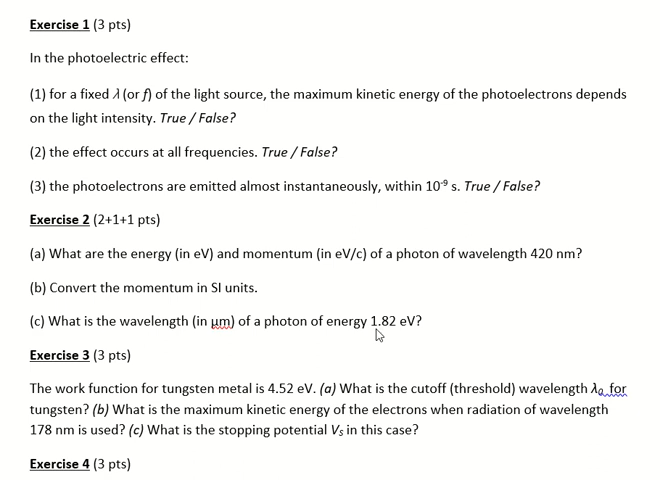 Exercise 1 (3 pts)
In the photoelectric effect:
(1) for a fixed λ (or f) of the light source, the maximum kinetic energy of the photoelectrons depends
on the light intensity. True / False?
(2) the effect occurs at all frequencies. True / False?
(3) the photoelectrons are emitted almost instantaneously, within 10⁻⁹ s. True / False?
Exercise 2 (2+1+1 pts)
(a) What are the energy (in eV) and momentum (in eV/c) of a photon of wavelength 420 nm?
(b) Convert the momentum in SI units.
(c) What is the wavelength (in μm) of a photon of energy 1.82 eV?
Exercise 3 (3 pts)
The work function for tungsten metal is 4.52 eV. (a) What is the cutoff (threshold) wavelength λ₀ for
tungsten? (b) What is the maximum kinetic energy of the electrons when radiation of wavelength
178 nm is used? (c) What is the stopping potential Vₛ in this case?
Exercise 4 (3 pts)